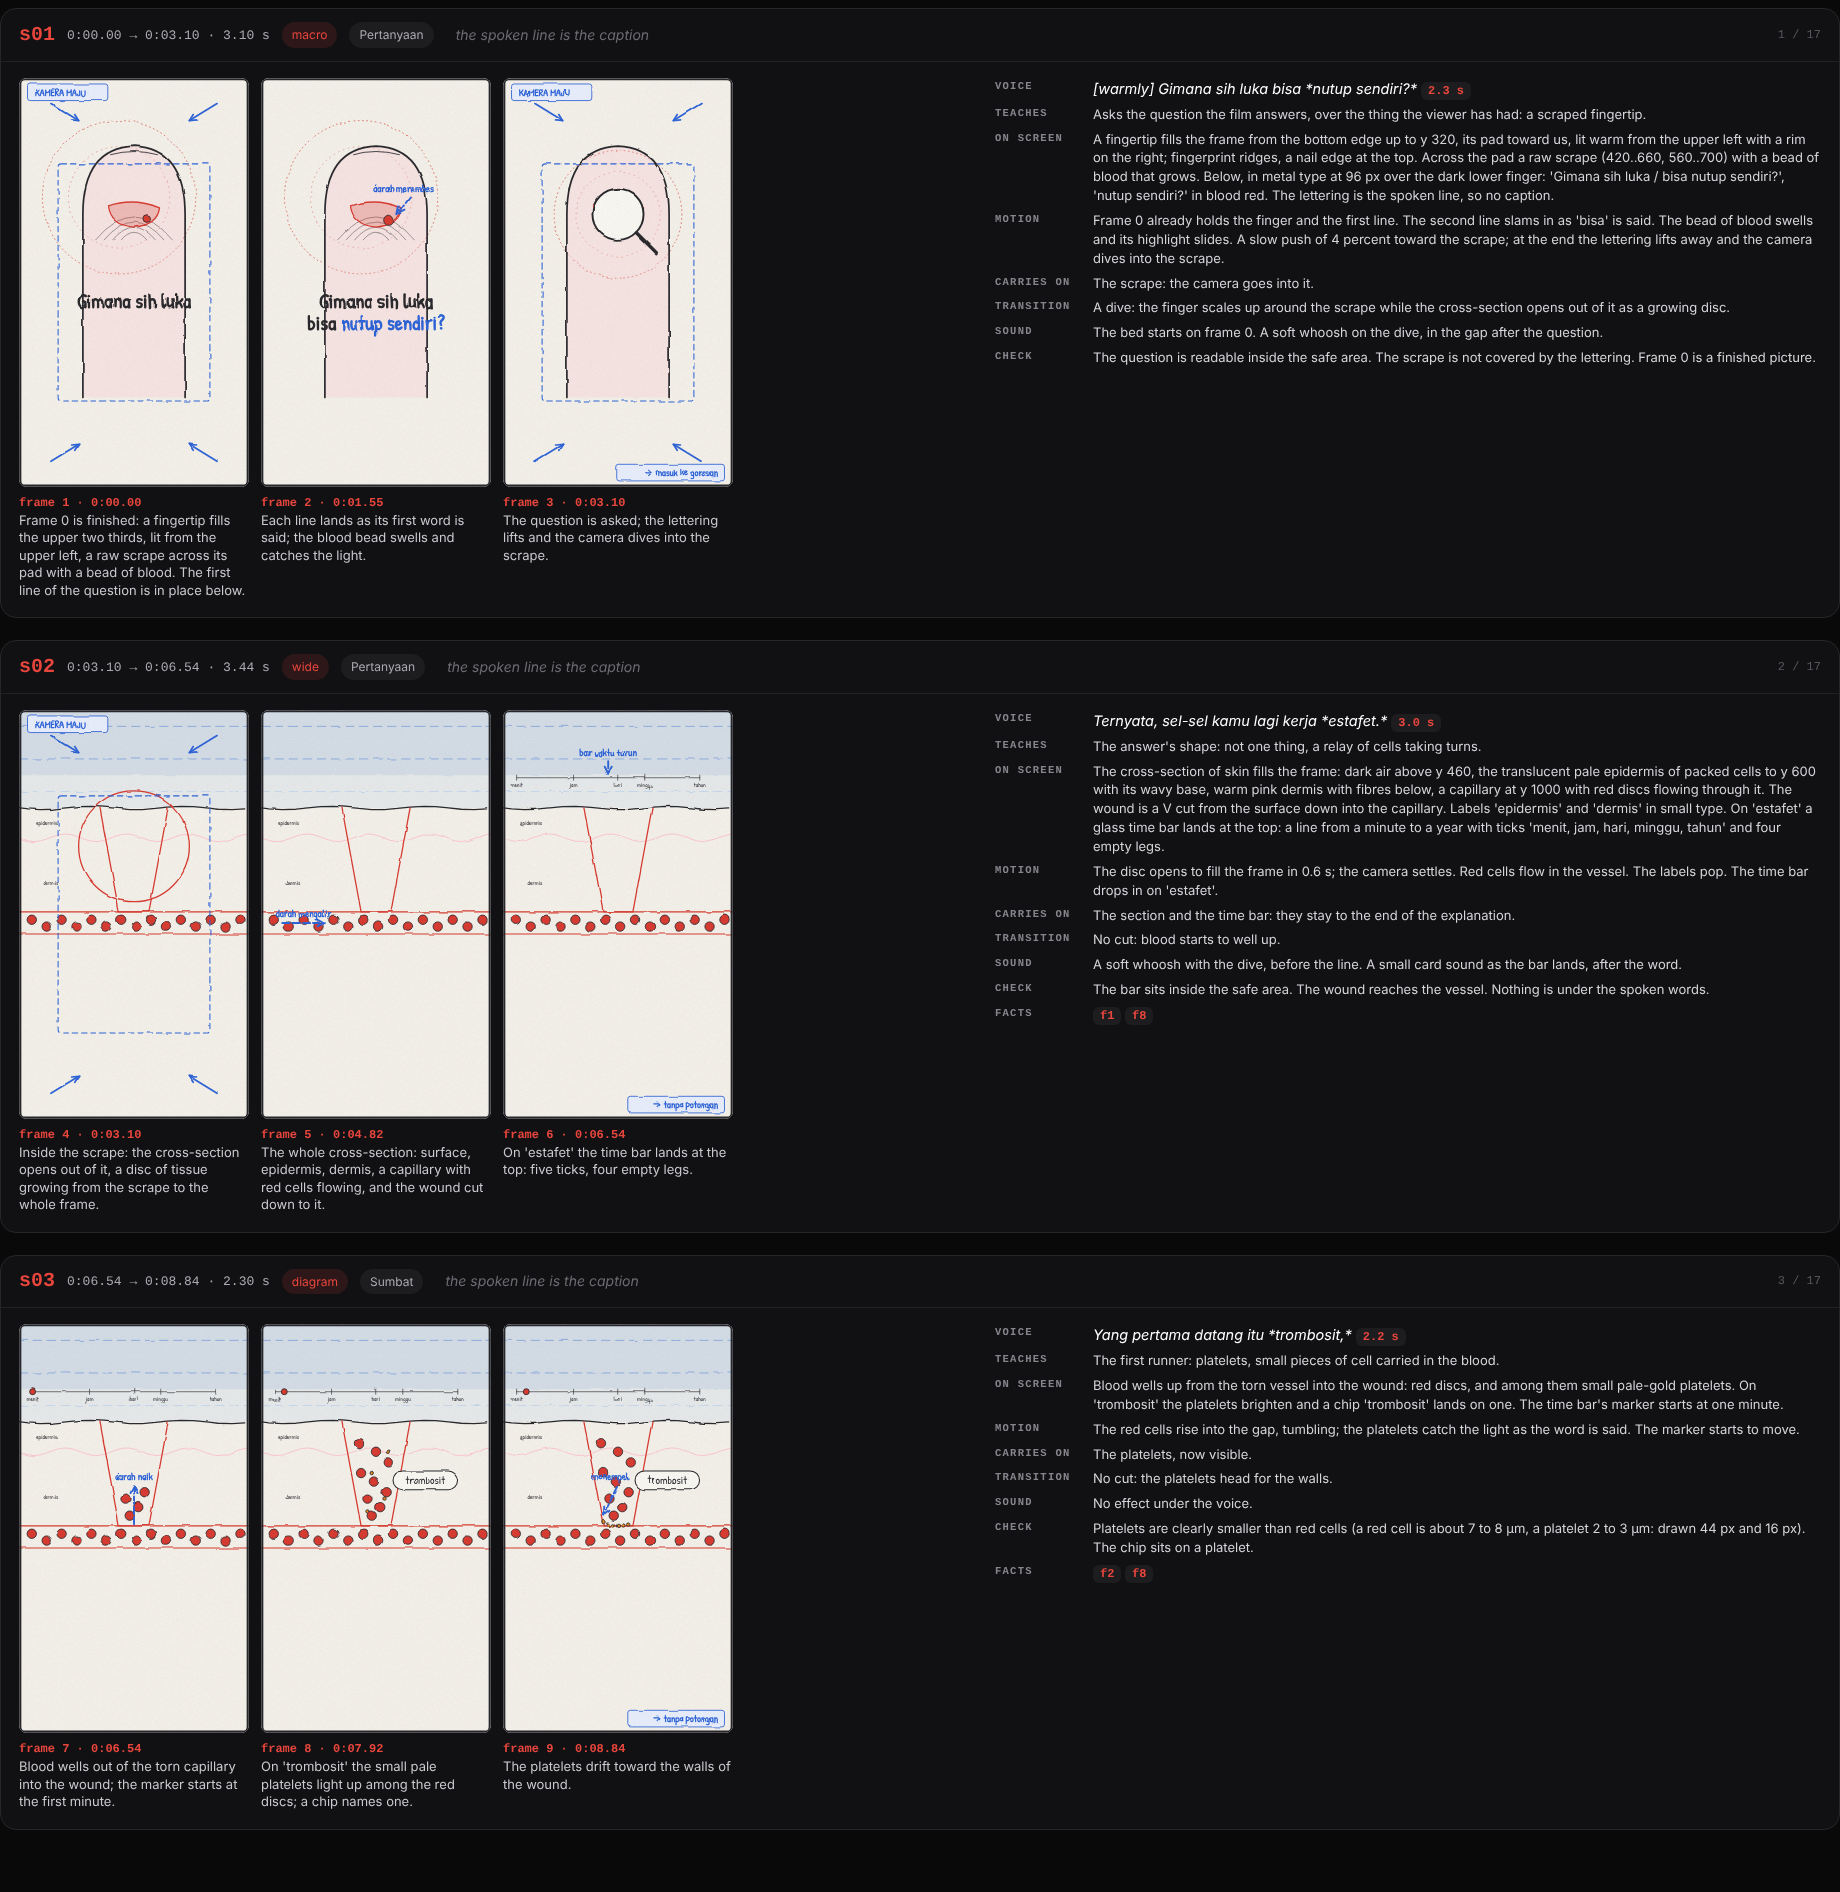 s01 0:00.00 → 0:03.10 · 3.10 s macro Pertanyaan the spoken line is the caption 1 / 17
KAMERA MAJU
Gimana sih luka
darah merembes
Gimana sih luka
bisa nutup sendiri?
KAMERA MAJU
→ masuk ke goresan
frame 1 · 0:00.00
Frame 0 is finished: a fingertip fills
the upper two thirds, lit from the
upper left, a raw scrape across its
pad with a bead of blood. The first
line of the question is in place below.
frame 2 · 0:01.55
Each line lands as its first word is
said; the blood bead swells and
catches the light.
frame 3 · 0:03.10
The question is asked; the lettering
lifts and the camera dives into the
scrape.
VOICE [warmly] Gimana sih luka bisa *nutup sendiri?* 2.3 s
TEACHES Asks the question the film answers, over the thing the viewer has had: a scraped fingertip.
ON SCREEN A fingertip fills the frame from the bottom edge up to y 320, its pad toward us, lit warm from the upper left with a rim
on the right; fingerprint ridges, a nail edge at the top. Across the pad a raw scrape (420..660, 560..700) with a bead of
blood that grows. Below, in metal type at 96 px over the dark lower finger: 'Gimana sih luka / bisa nutup sendiri?',
'nutup sendiri?' in blood red. The lettering is the spoken line, so no caption.
MOTION Frame 0 already holds the finger and the first line. The second line slams in as 'bisa' is said. The bead of blood swells
and its highlight slides. A slow push of 4 percent toward the scrape; at the end the lettering lifts away and the camera
dives into the scrape.
CARRIES ON The scrape: the camera goes into it.
TRANSITION A dive: the finger scales up around the scrape while the cross-section opens out of it as a growing disc.
SOUND The bed starts on frame 0. A soft whoosh on the dive, in the gap after the question.
CHECK The question is readable inside the safe area. The scrape is not covered by the lettering. Frame 0 is a finished picture.
s02 0:03.10 → 0:06.54 · 3.44 s wide Pertanyaan the spoken line is the caption 2 / 17
KAMERA MAJU
epidermis
dermis
epidermis
dermis
darah mengalir
bar waktu turun
menit jam hari minggu tahun
epidermis
dermis
→ tanpa potongan
frame 4 · 0:03.10
Inside the scrape: the cross-section
opens out of it, a disc of tissue
growing from the scrape to the
whole frame.
frame 5 · 0:04.82
The whole cross-section: surface,
epidermis, dermis, a capillary with
red cells flowing, and the wound cut
down to it.
frame 6 · 0:06.54
On 'estafet' the time bar lands at the
top: five ticks, four empty legs.
VOICE Ternyata, sel-sel kamu lagi kerja *estafet.* 3.0 s
TEACHES The answer's shape: not one thing, a relay of cells taking turns.
ON SCREEN The cross-section of skin fills the frame: dark air above y 460, the translucent pale epidermis of packed cells to y 600
with its wavy base, warm pink dermis with fibres below, a capillary at y 1000 with red discs flowing through it. The
wound is a V cut from the surface down into the capillary. Labels 'epidermis' and 'dermis' in small type. On 'estafet' a
glass time bar lands at the top: a line from a minute to a year with ticks 'menit, jam, hari, minggu, tahun' and four
empty legs.
MOTION The disc opens to fill the frame in 0.6 s; the camera settles. Red cells flow in the vessel. The labels pop. The time bar
drops in on 'estafet'.
CARRIES ON The section and the time bar: they stay to the end of the explanation.
TRANSITION No cut: blood starts to well up.
SOUND A soft whoosh with the dive, before the line. A small card sound as the bar lands, after the word.
CHECK The bar sits inside the safe area. The wound reaches the vessel. Nothing is under the spoken words.
FACTS f1 f8
s03 0:06.54 → 0:08.84 · 2.30 s diagram Sumbat the spoken line is the caption 3 / 17
menit jam hari minggu tahun
epidermis
darah naik
dermis
menit jam hari minggu tahun
epidermis
trombosit
dermis
menit jam hari minggu tahun
epidermis
menempel trombosit
dermis
→ tanpa potongan
frame 7 · 0:06.54
Blood wells out of the torn capillary
into the wound; the marker starts at
the first minute.
frame 8 · 0:07.92
On 'trombosit' the small pale
platelets light up among the red
discs; a chip names one.
frame 9 · 0:08.84
The platelets drift toward the walls of
the wound.
VOICE Yang pertama datang itu *trombosit,* 2.2 s
TEACHES The first runner: platelets, small pieces of cell carried in the blood.
ON SCREEN Blood wells up from the torn vessel into the wound: red discs, and among them small pale-gold platelets. On
'trombosit' the platelets brighten and a chip 'trombosit' lands on one. The time bar's marker starts at one minute.
MOTION The red cells rise into the gap, tumbling; the platelets catch the light as the word is said. The marker starts to move.
CARRIES ON The platelets, now visible.
TRANSITION No cut: the platelets head for the walls.
SOUND No effect under the voice.
CHECK Platelets are clearly smaller than red cells (a red cell is about 7 to 8 µm, a platelet 2 to 3 µm: drawn 44 px and 16 px).
The chip sits on a platelet.
FACTS f2 f8